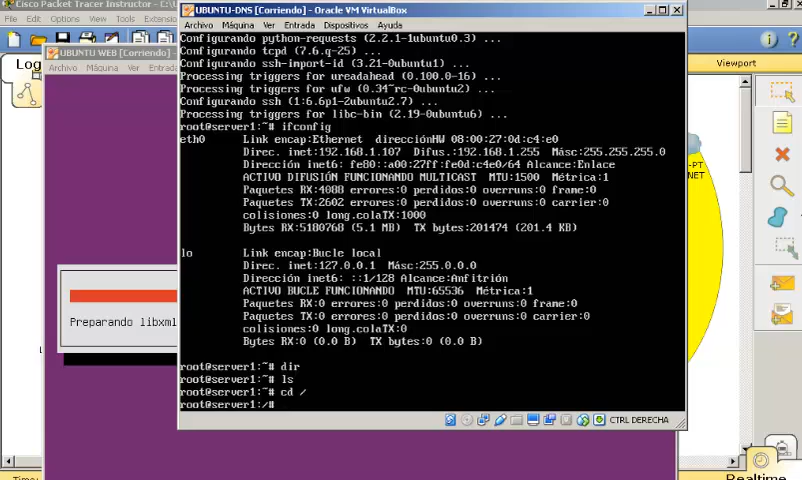 Cisco Packet Tracer Instructor - C:\
File Edit Options View Tools Extensions
UBUNTU WEB [Corriendo] -
Archivo Máquina Ver Entrada
UBUNTU-DNS [Corriendo] - Oracle VM VirtualBox
Archivo Máquina Ver Entrada Dispositivos Ayuda
Viewport
Configurando python-requests (2.2.1-1ubuntu0.3) ...
Configurando tcpd (7.6.q-25) ...
Configurando ssh-import-id (3.21-0ubuntu1) ...
Processing triggers for ureadahead (0.100.0-16) ...
Processing triggers for ufw (0.34~rc-0ubuntu2) ...
Configurando ssh (1:6.6p1-2ubuntu2.7) ...
Processing triggers for libc-bin (2.19-0ubuntu6) ...
root@server1:~# ifconfig
eth0 Link encap:Ethernet direcciónHW 08:00:27:0d:c4:e0
Direc. inet:192.168.1.107 Difus.:192.168.1.255 Másc:255.255.255.0
Dirección inet6: fe80::a00:27ff:fe0d:c4e0/64 Alcance:Enlace
ACTIVO DIFUSIÓN FUNCIONANDO MULTICAST MTU:1500 Métrica:1
Paquetes RX:4088 errores:0 perdidos:0 overruns:0 frame:0
Paquetes TX:2602 errores:0 perdidos:0 overruns:0 carrier:0
colisiones:0 long.colaTX:1000
Bytes RX:5180768 (5.1 MB) TX bytes:201474 (201.4 KB)
lo Link encap:Bucle local
Direc. inet:127.0.0.1 Másc:255.0.0.0
Dirección inet6: ::1/128 Alcance:Anfitrión
ACTIVO BUCLE FUNCIONANDO MTU:65536 Métrica:1
Paquetes RX:0 errores:0 perdidos:0 overruns:0 frame:0
Paquetes TX:0 errores:0 perdidos:0 overruns:0 carrier:0
colisiones:0 long.colaTX:0
Bytes RX:0 (0.0 B) TX bytes:0 (0.0 B)
root@server1:~# dir
root@server1:~# ls
root@server1:~# cd /
root@server1:/#
CTRL DERECHA
Preparando libxml
Log
-PT
NET
Time:
Realtime